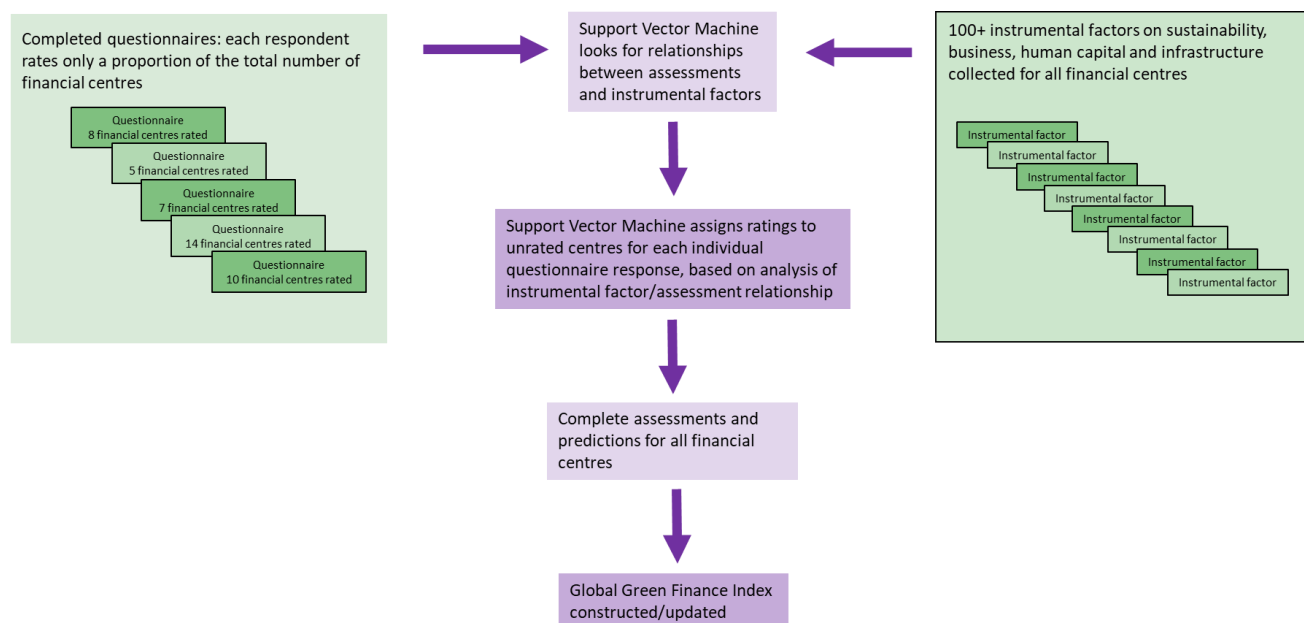 Completed questionnaires: each respondent
rates only a proportion of the total number of
financial centres
Questionnaire
8 financial centres rated
Questionnaire
5 financial centres rated
Questionnaire
7 financial centres rated
Questionnaire
14 financial centres rated
Questionnaire
10 financial centres rated
Support Vector Machine
looks for relationships
between assessments
and instrumental factors
100+ instrumental factors on sustainability,
business, human capital and infrastructure
collected for all financial centres
Instrumental factor
Instrumental factor
Instrumental factor
Instrumental factor
Instrumental factor
Instrumental factor
Instrumental factor
Instrumental factor
Support Vector Machine assigns ratings to
unrated centres for each individual
questionnaire response, based on analysis of
instrumental factor/assessment relationship
Complete assessments and
predictions for all financial
centres
Global Green Finance Index
constructed/updated